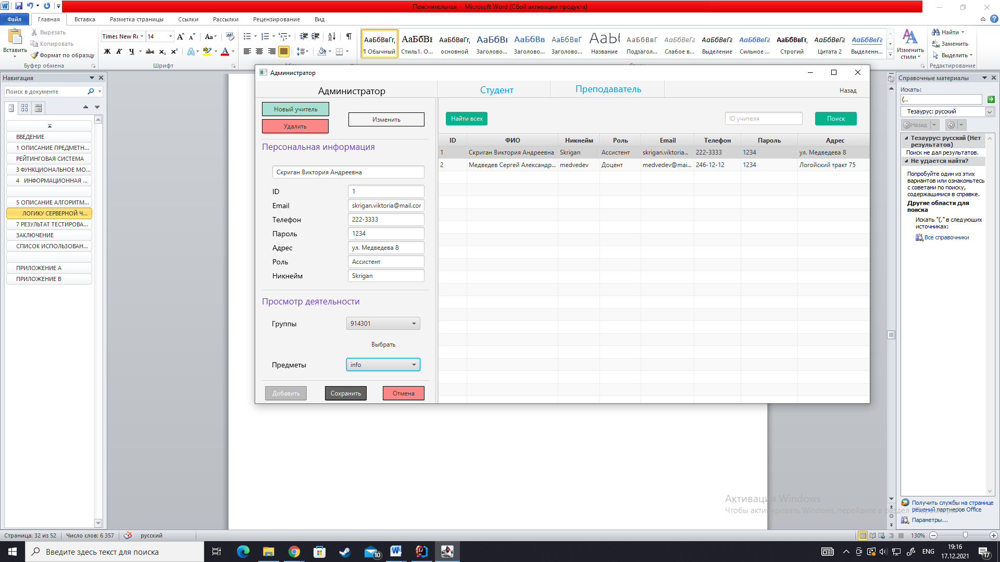 Пояснительная - Microsoft Word (Сбой активации продукта)
Файл Главная Вставка Разметка страницы Ссылки Рассылки Рецензирование Вид
Вставить
Вырезать
Копировать
Формат по образцу
Буфер обмена
Times New Rc 14
Шрифт
АаБбВвГг, АаБбВı АаБбВвГг, АаБбВı АаБбВв АаБбВвГ АаБ( АаБбВвГ АаБбВвГг АаБбВвГг АаБбВвГг АаБбВвГг, АаБбВвГг АаБбВвГг
¶ Обычный Стиль1. О... основной Заголово... Заголово... Заголово... Название Подзагол... Слабое в... Выделение Сильное ... Строгий Цитата 2 Выделенн...
Изменить стили
Найти
Заменить
Выделить
Редактирование
Навигация
Поиск в документе
ВВЕДЕНИЕ
1 ОПИСАНИЕ ПРЕДМЕТН...
РЕЙТИНГОВАЯ СИСТЕМА
3 ФУНКЦИОНАЛЬНОЕ МО...
4 ИНФОРМАЦИОННАЯ ...
5 ОПИСАНИЕ АЛГОРИТМ...
ЛОГИКУ СЕРВЕРНОЙ Ч...
7 РЕЗУЛЬТАТ ТЕСТИРОВА...
ЗАКЛЮЧЕНИЕ
СПИСОК ИСПОЛЬЗОВАН...
ПРИЛОЖЕНИЕ А
ПРИЛОЖЕНИЕ В
Администратор
Администратор Студент Преподаватель Назад
Новый учитель
Удалить
Изменить
Персональная информация
Скриган Виктория Андреевна
ID 1
Email skrigan.viktoria@mail.cor
Телефон 222-3333
Пароль 1234
Адрес ул. Медведева 8
Роль Ассистент
Никнейм Skrigan
Просмотр деятельности
Группы 914301
Выбрать
Предметы info
Добавить Сохранить Отмена
Найти всех ID учителя Поиск
ID ФИО Никнейм Роль Email Телефон Пароль Адрес
1 Скриган Виктория Андреевна Skrigan Ассистент skrigan.viktoria... 222-3333 1234 ул. Медведева 8
2 Медведев Сергей Александр... medvedev Доцент medvedev@mai... 246-12-12 1234 Логойский тракт 75
Справочные материалы
Искать:
(..
Тезаурус: русский
Назад
Тезаурус: русский (Нет результатов)
Поиск не дал результатов.
Не удается найти?
Попробуйте один из этих
вариантов или ознакомьтесь
с советами по поиску,
содержащимися в справке.
Другие области для
поиска
Искать "(." в следующих
источниках:
Все справочники
Получить службы на странице
решений партнеров Office
Параметры...
Активация Windows
Чтобы активировать Windows, перейдите в раздел "Параметры".
Страница: 32 из 52 Число слов: 6 357 русский 130%
Введите здесь текст для поиска
10
ENG
19:16
17.12.2021
17